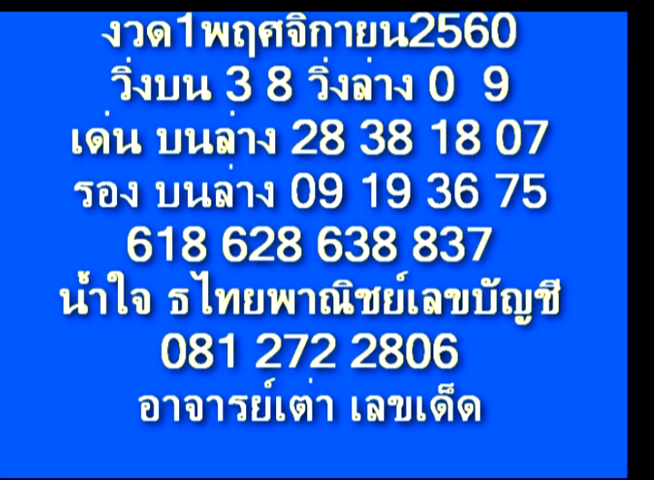 งวด1พฤศจิกายน2560
วิ่งบน 3 8 วิ่งล่าง 0 9
เด่น บนล่าง 28 38 18 07
รอง บนล่าง 09 19 36 75
618 628 638 837
น้ำใจ ธ ไทยพาณิชย์เลขบัญชี
081 272 2806
อาจารย์เต่า เลขเด็ด